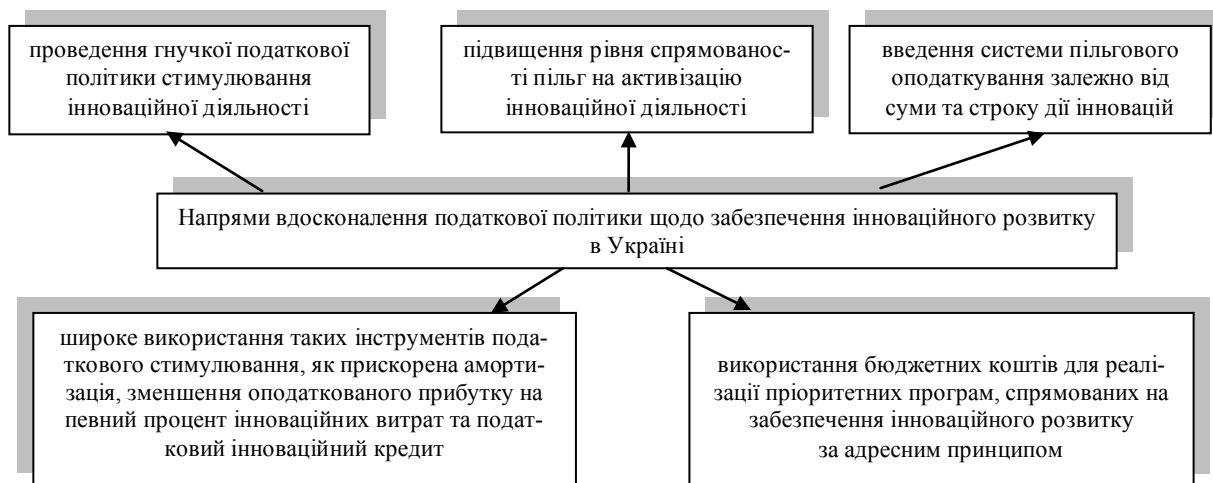 проведення гнучкої податкової
політики стимулювання
інноваційної діяльності
підвищення рівня спрямованос-
ті пільг на активізацію
інноваційної діяльності
введення системи пільгового
оподаткування залежно від
суми та строку дії інновацій
Напрями вдосконалення податкової політики щодо забезпечення інноваційного розвитку
в Україні
широке використання таких інструментів пода-
ткового стимулювання, як прискорена аморти-
зація, зменшення оподаткованого прибутку на
певний процент інноваційних витрат та подат-
ковий інноваційний кредит
використання бюджетних коштів для реалі-
зації пріоритетних програм, спрямованих на
забезпечення інноваційного розвитку
за адресним принципом